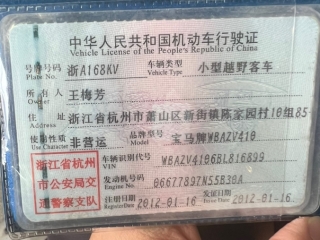 中华人民共和国机动车行驶证
Vehicle License of the People's Republic of China
号牌号码 浙A168KV 车辆类型 小型越野客车
Plate No. Vehicle Type
所有人 王梅芳
Owner
住址 浙江省杭州市萧山区新街镇陈家园村10组85
Address
使用性质 非营运 品牌型号 宝马牌WBAZV410
Use Character Model
浙江省杭州 车辆识别代号 WBAZV4106BL816899
VIN
市公安局交 发动机号码 06677897N55B30A
Engine No.
通警察支队 注册日期 2012-01-16 发证日期 2012-01-16
Register Date Issue Date